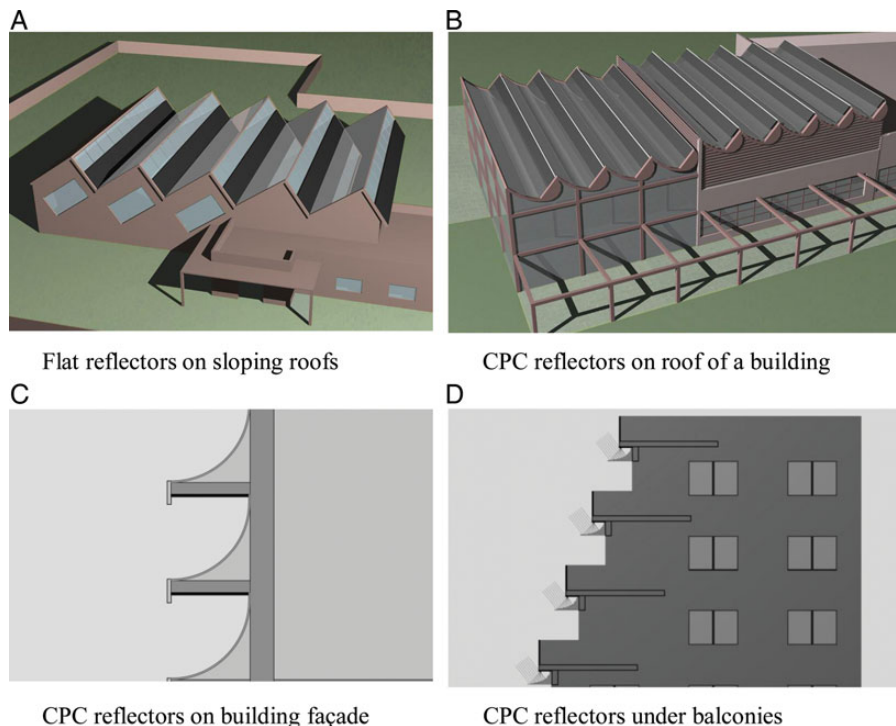 A
B
Flat reflectors on sloping roofs
CPC reflectors on roof of a building
C
D
CPC reflectors on building façade
CPC reflectors under balconies